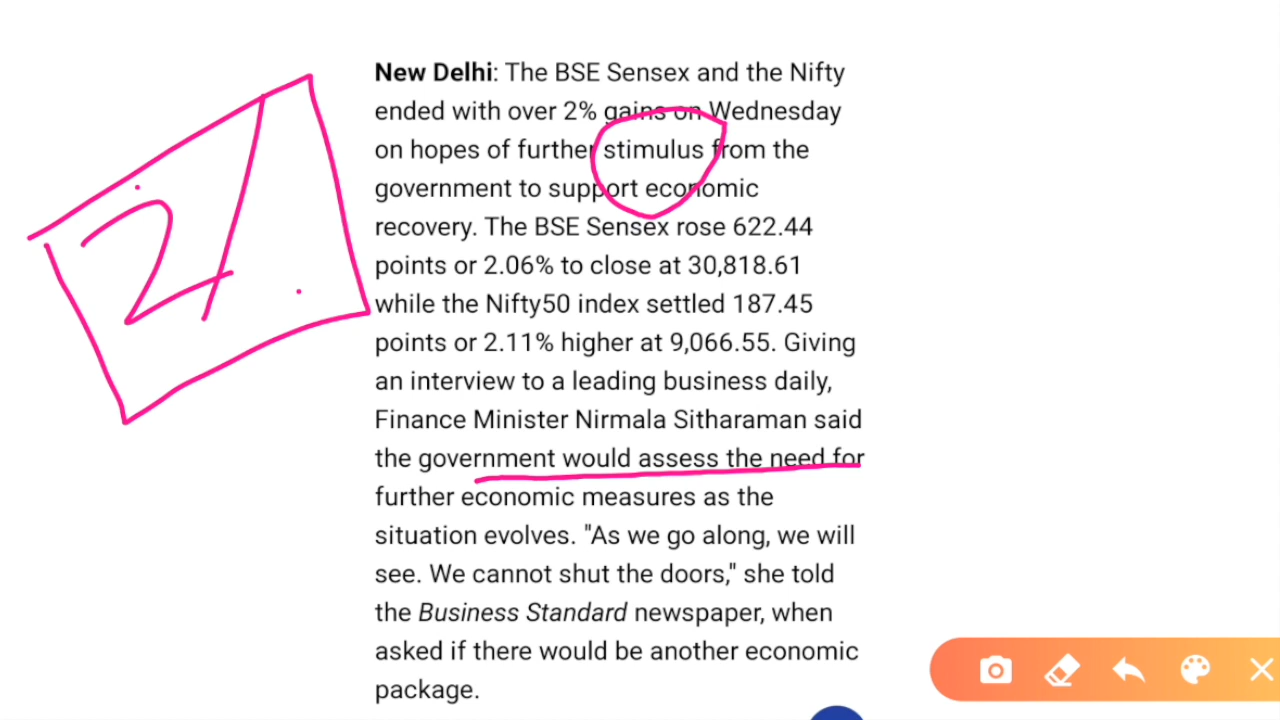 2%
New Delhi: The BSE Sensex and the Nifty
ended with over 2% gains on Wednesday
on hopes of further stimulus from the
government to support economic
recovery. The BSE Sensex rose 622.44
points or 2.06% to close at 30,818.61
while the Nifty50 index settled 187.45
points or 2.11% higher at 9,066.55. Giving
an interview to a leading business daily,
Finance Minister Nirmala Sitharaman said
the government would assess the need for
further economic measures as the
situation evolves. "As we go along, we will
see. We cannot shut the doors," she told
the Business Standard newspaper, when
asked if there would be another economic
package.